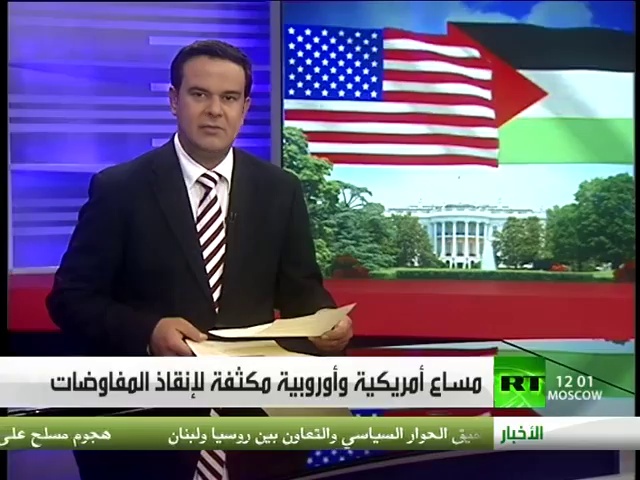 مساع أمريكية وأوروبية مكثفة لإنقاذ المفاوضات
RT
12 01
MOSCOW
الأخبار
الحوار السياسي والتعاون بين روسيا ولبنان
هجوم مسلح على